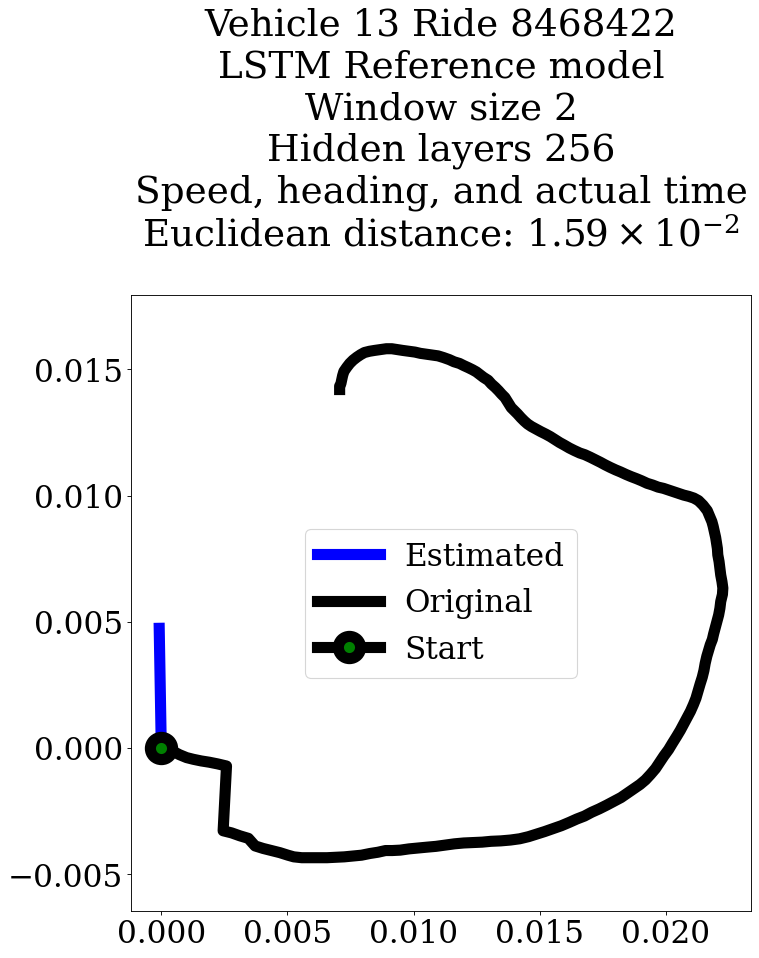 Vehicle 13 Ride 8468422
LSTM Reference model
Window size 2
Hidden layers 256
Speed, heading, and actual time
Euclidean distance: 1.59 × 10⁻²
0.015
0.010
0.005
0.000
−0.005
Estimated
Original
Start
0.000 0.005 0.010 0.015 0.020